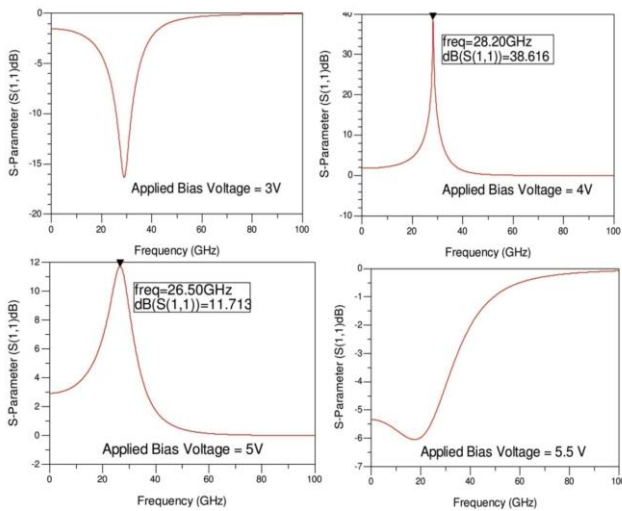 S-Parameter (S(1,1)dB)
0
-5
-10
-15
-20
Applied Bias Voltage = 3V
0 20 40 60 80 100
Frequency (GHz)
S-Parameter (S(1,1)dB)
40
30
20
10
0
-10
freq=28.20GHz
dB(S(1,1))=38.616
Applied Bias Voltage = 4V
0 20 40 60 80 100
Frequency (GHz)
S-Parameter (S(1,1)dB)
12
10
8
6
4
2
0
-2
freq=26.50GHz
dB(S(1,1))=11.713
Applied Bias Voltage = 5V
0 20 40 60 80 100
Frequency (GHz)
S-Parameter (S(1,1)dB)
0
-1
-2
-3
-4
-5
-6
-7
Applied Bias Voltage = 5.5 V
0 20 40 60 80 100
Frequency (GHz)